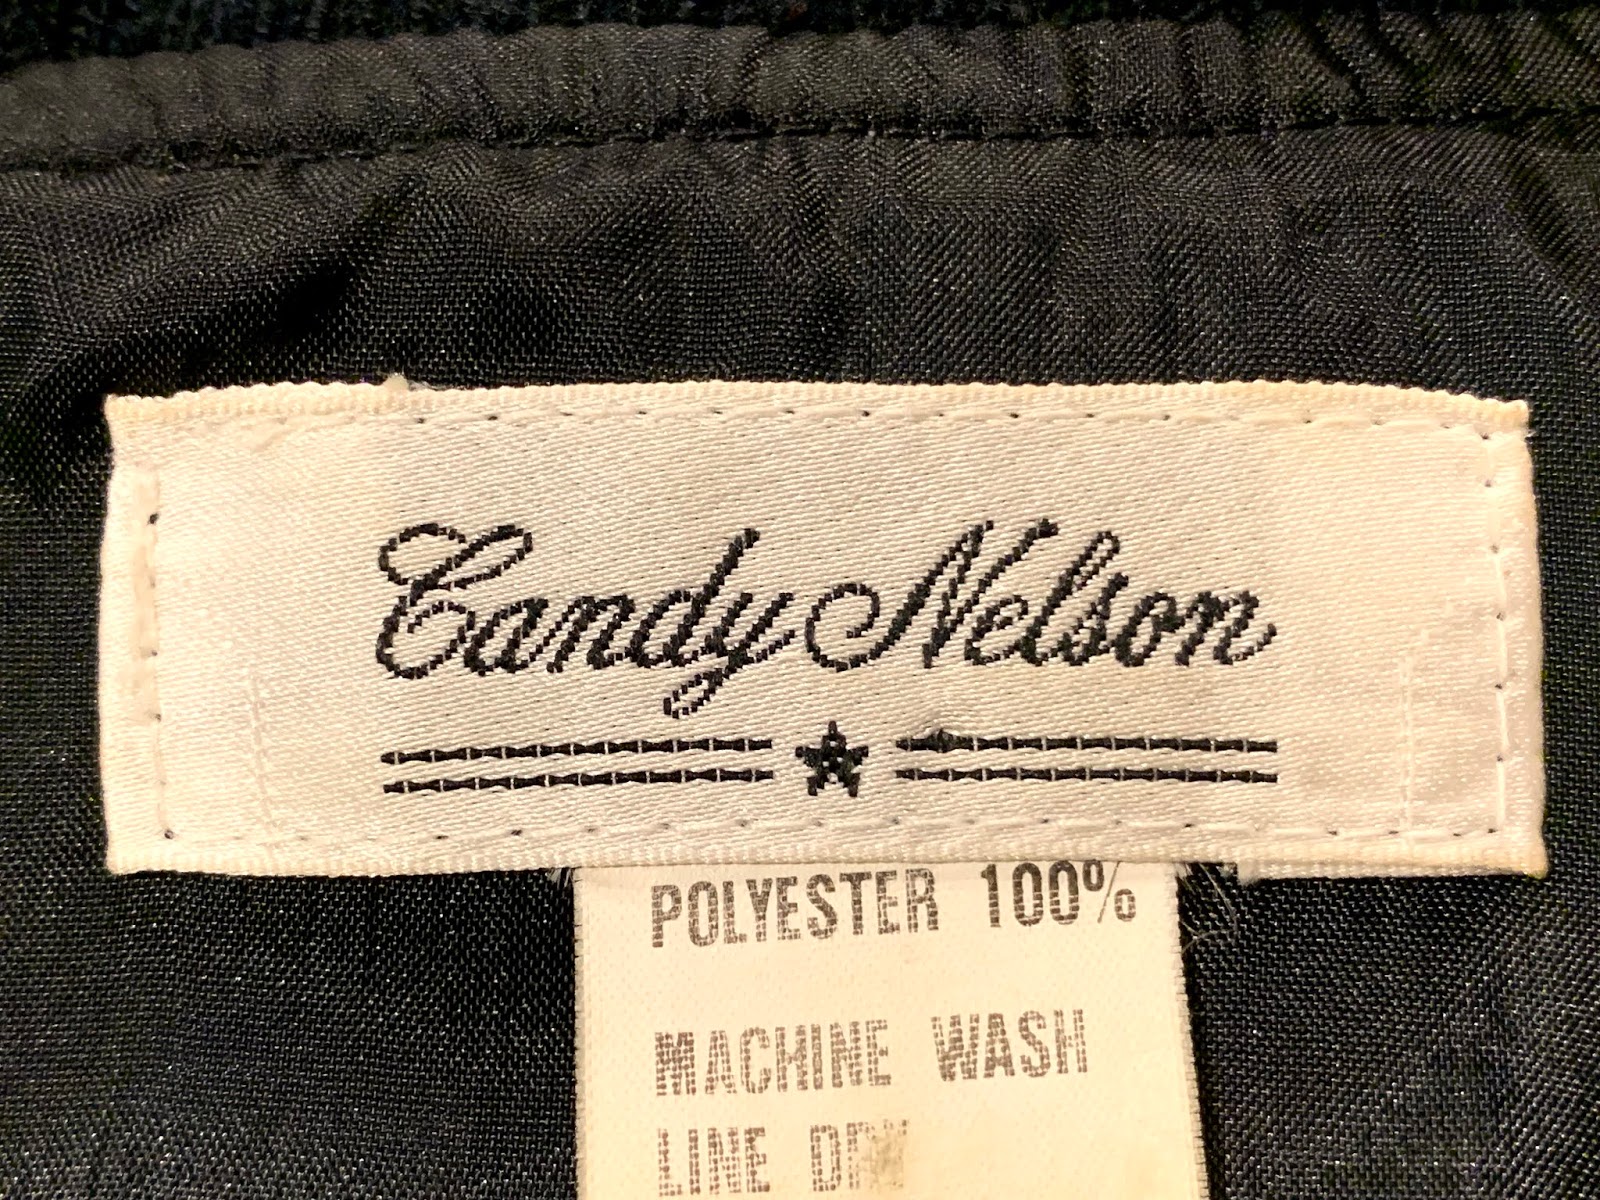 Candy Nelson
POLYESTER 100%
MACHINE WASH
LINE DRY